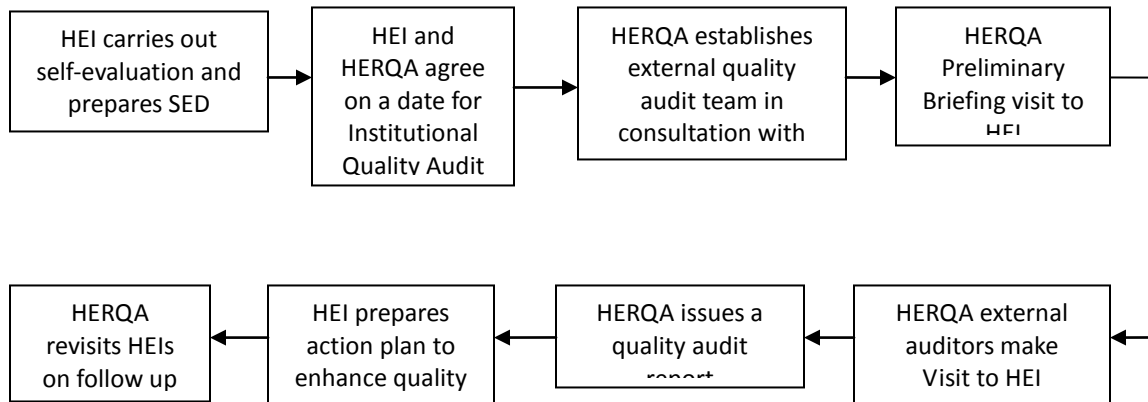 HEI carries out
self-evaluation and
prepares SED
HEI and
HERQA agree
on a date for
Institutional
Quality Audit
HERQA establishes
external quality
audit team in
consultation with
HERQA
Preliminary
Briefing visit to
HEI
HERQA
revisits HEIs
on follow up
HEI prepares
action plan to
enhance quality
HERQA issues a
quality audit
report
HERQA external
auditors make
Visit to HEI